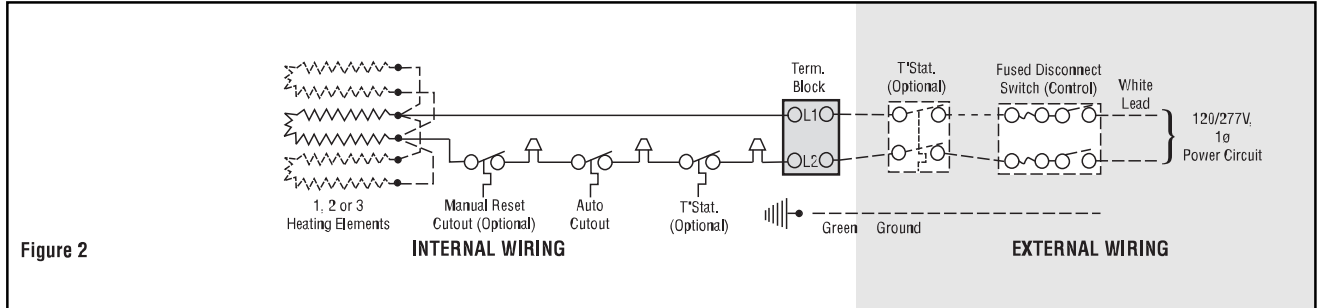 Term.
Block
T'Stat.
(Optional)
Fused Disconnect
Switch (Control)
White
Lead
L1
L2
120/277V,
1ø
Power Circuit
1, 2 or 3
Heating Elements
Manual Reset
Cutout (Optional)
Auto
Cutout
T'Stat.
(Optional)
Green Ground
Figure 2
INTERNAL WIRING
EXTERNAL WIRING